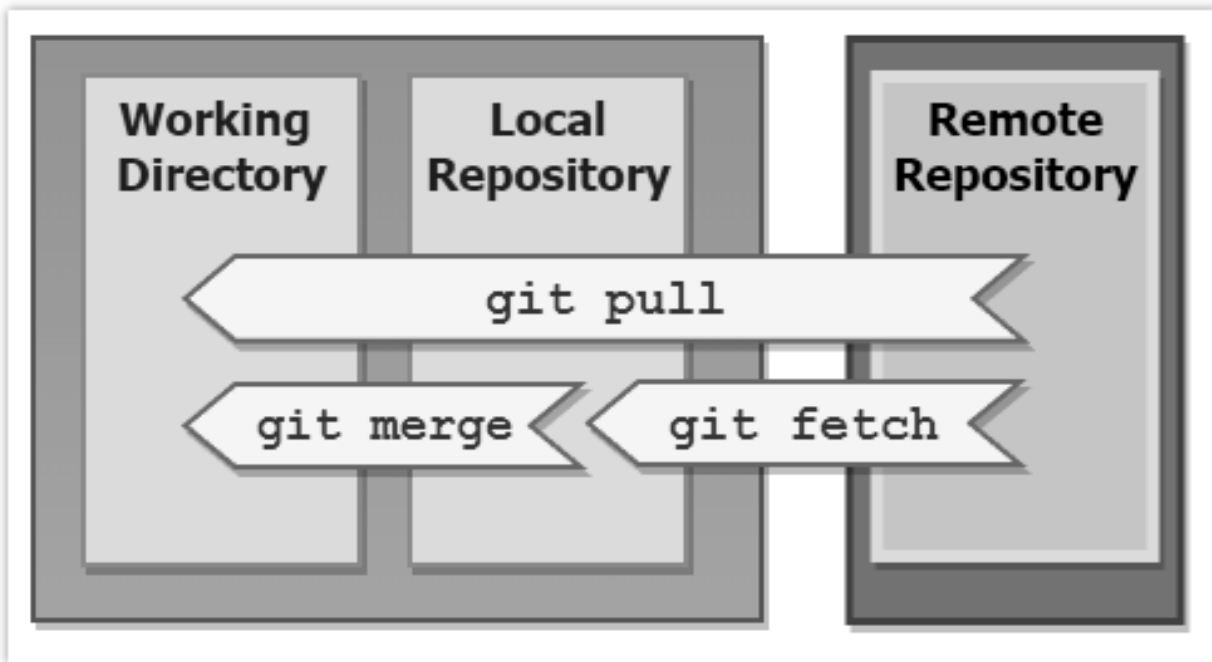 Working
Directory
Local
Repository
Remote
Repository
git pull
git merge
git fetch